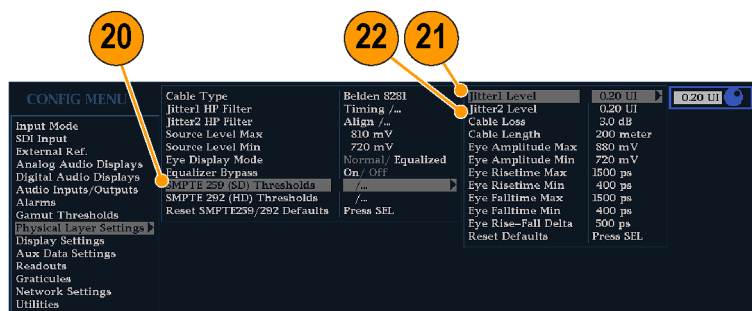 20
22
21
CONFIG MENU
Input Mode
SDI Input
External Ref.
Analog Audio Displays
Digital Audio Displays
Audio Inputs/Outputs
Alarms
Gamut Thresholds
Physical Layer Settings
Display Settings
Aux Data Settings
Readouts
Graticules
Network Settings
Utilities
Cable Type Belden 8281
Jitter1 HP Filter Timing /...
Jitter2 HP Filter Align /...
Source Level Max 810 mV
Source Level Min 720 mV
Eye Display Mode Normal/ Equalized
Equalizer Bypass On/ Off
SMPTE 259 (SD) Thresholds /...
SMPTE 292 (HD) Thresholds /...
Reset SMPTE259/292 Defaults Press SEL
Jitter1 Level 0.20 UI
Jitter2 Level 0.20 UI
Cable Loss 3.0 dB
Cable Length 200 meter
Eye Amplitude Max 880 mV
Eye Amplitude Min 720 mV
Eye Risetime Max 1500 ps
Eye Risetime Min 400 ps
Eye Falltime Max 1500 ps
Eye Falltime Min 400 ps
Eye Rise-Fall Delta 500 ps
Reset Defaults Press SEL
0.20 UI